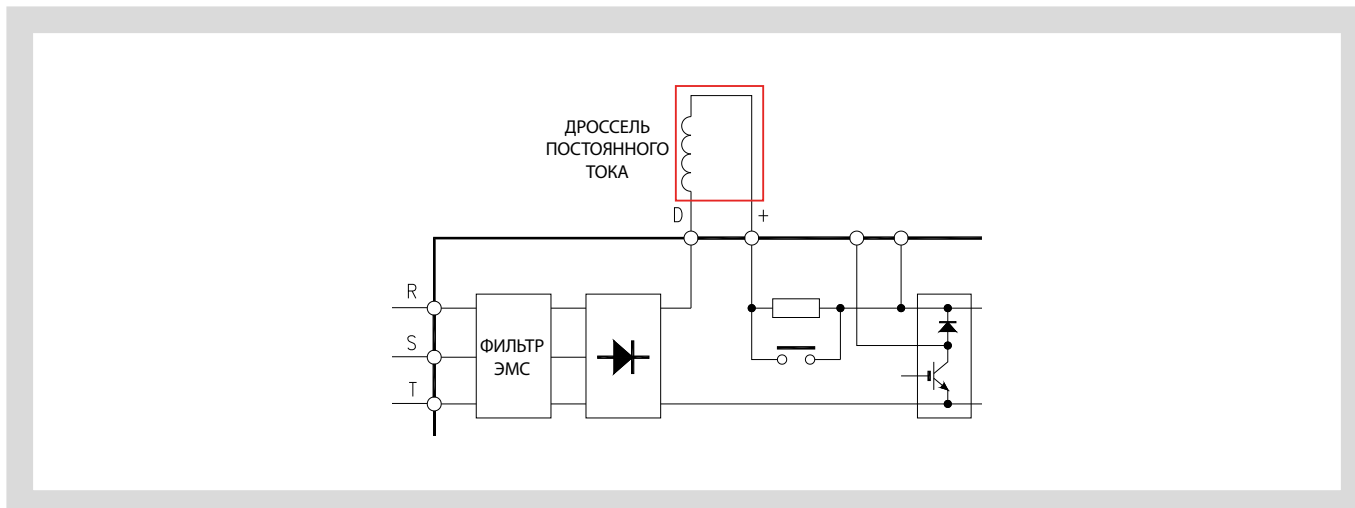 ДРОССЕЛЬ
ПОСТОЯННОГО
ТОКА
D
+
R
S
T
ФИЛЬТР
ЭМС